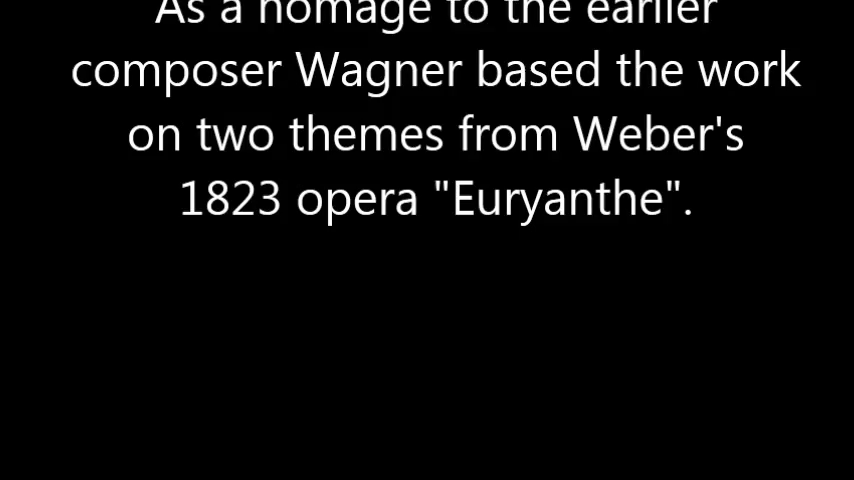 As a homage to the earlier
composer Wagner based the work
on two themes from Weber's
1823 opera "Euryanthe".